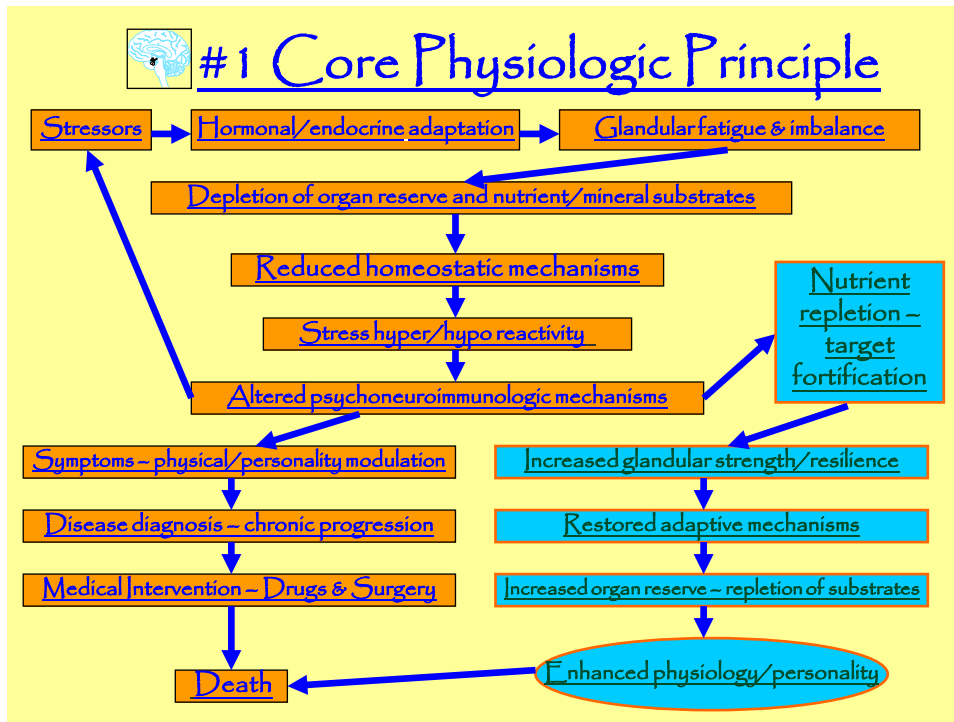 #1 Core Physiologic Principle
Stressors
Hormonal/endocrine adaptation
Glandular fatigue & imbalance
Depletion of organ reserve and nutrient/mineral substrates
Reduced homeostatic mechanisms
Stress hyper/hypo reactivity
Altered psychoneuroimmunologic mechanisms
Nutrient
repletion –
target
fortification
Symptoms – physical/personality modulation
Disease diagnosis – chronic progression
Medical Intervention – Drugs & Surgery
Death
Increased glandular strength/resilience
Restored adaptive mechanisms
Increased organ reserve – repletion of substrates
Enhanced physiology/personality